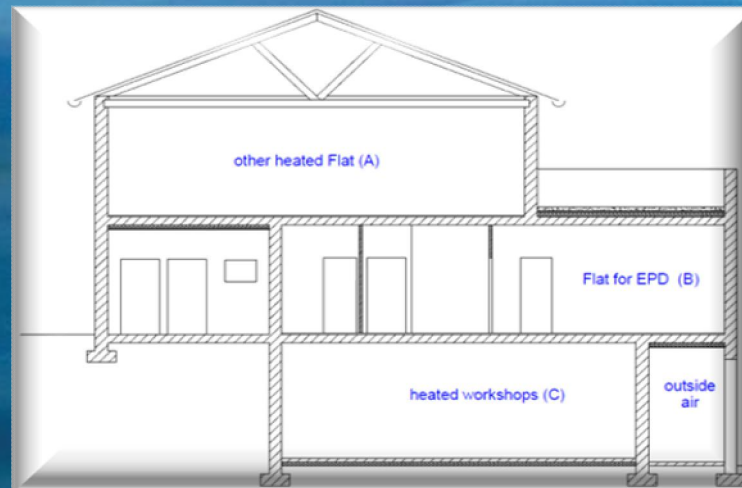 other heated Flat (A)
Flat for EPD (B)
heated workshops (C)
outside
air